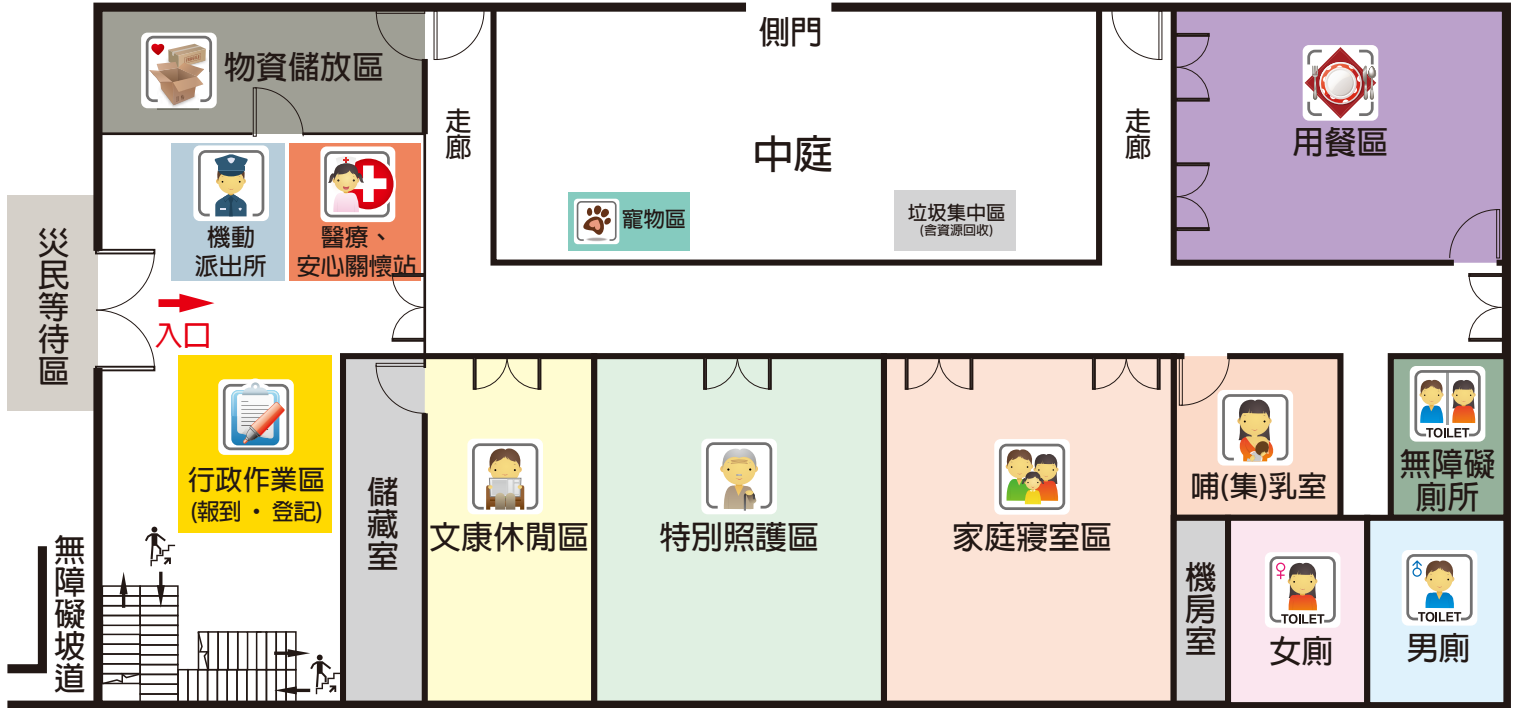 側門
物資儲放區
走廊
走廊
用餐區
中庭
寵物區
垃圾集中區
(含資源回收)
機動
派出所
醫療、
安心關懷站
災民等待區
入口
行政作業區
(報到 · 登記)
儲藏室
文康休閒區
特別照護區
家庭寢室區
哺(集)乳室
TOILET
無障礙
廁所
無障礙坡道
機房室
TOILET
女廁
TOILET
男廁